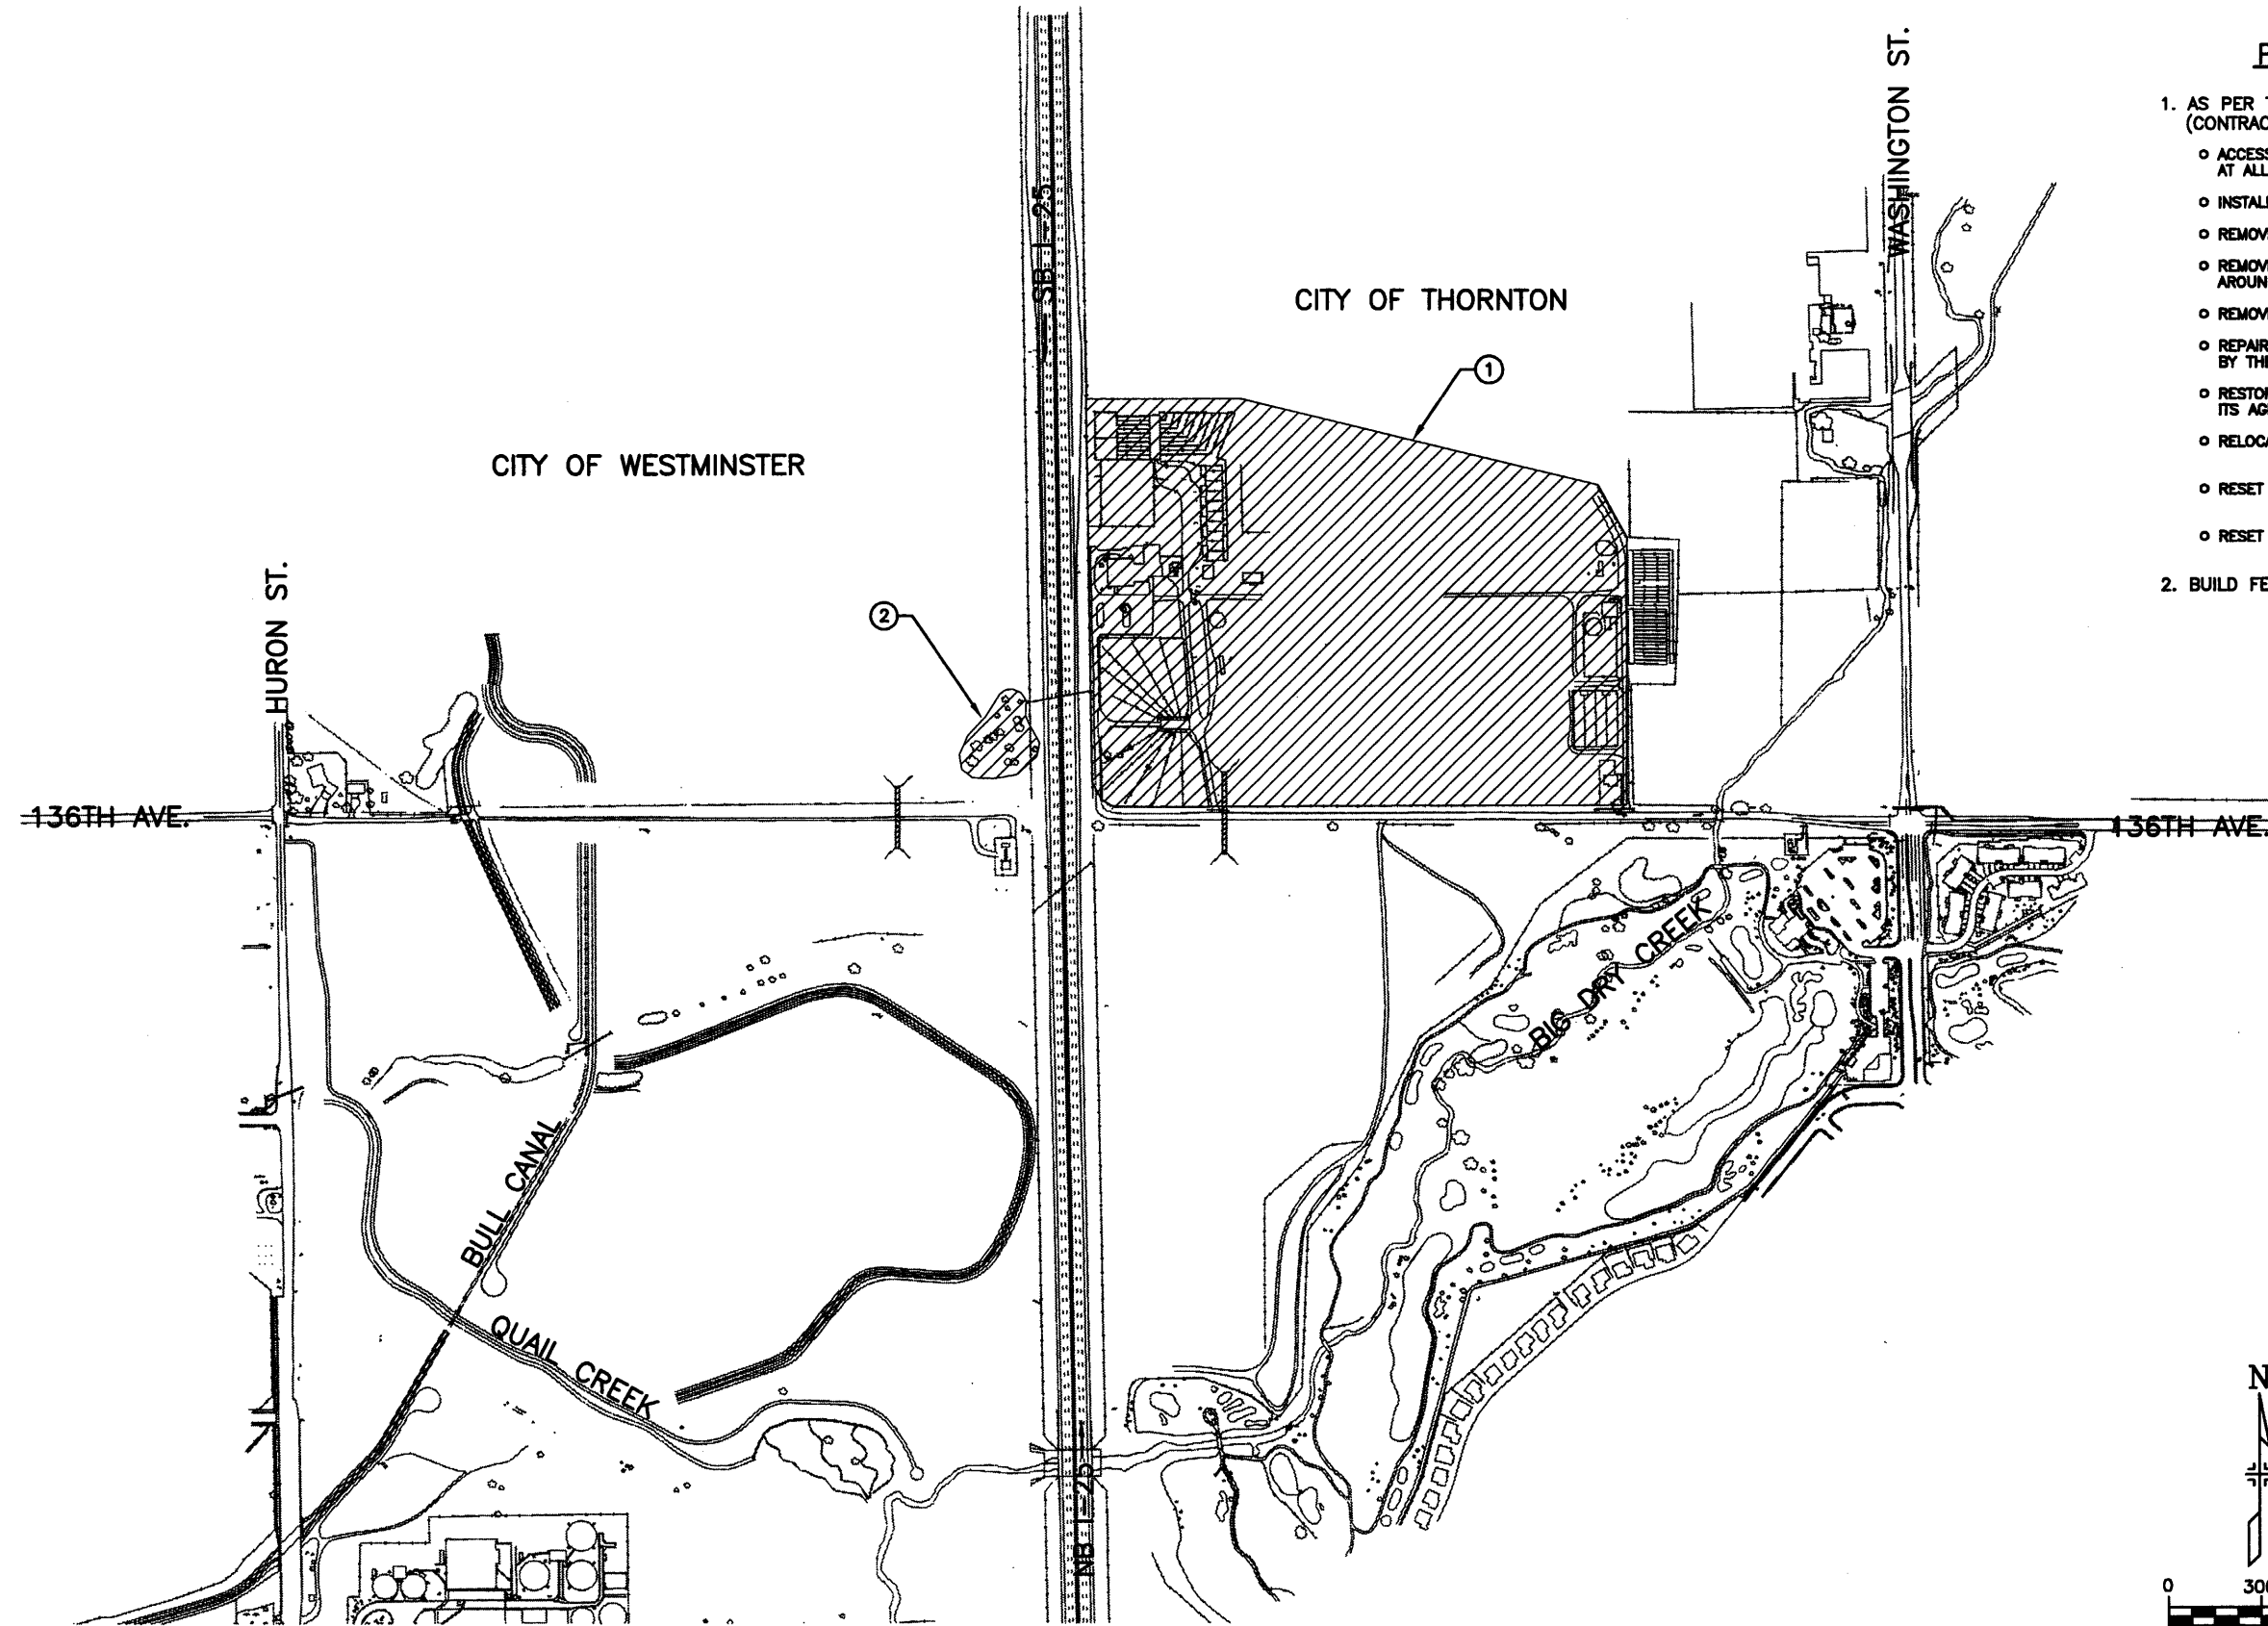 WASHINGTON ST.
1. AS PER
(CONTRAC
o ACCESS
AT ALL
o INSTALL
o REMOV
o REMOV
AROUN
o REMOV
o REPAIR
BY THE
o RESTOR
ITS AG
o RELOCA
o RESET
o RESET
2. BUILD FE
SB I-25
CITY OF THORNTON
1
CITY OF WESTMINSTER
HURON ST.
2
136TH AVE.
136TH AVE.
BIG DRY CREEK
BULL CANAL
QUAIL CREEK
NB I-25
N
0 300